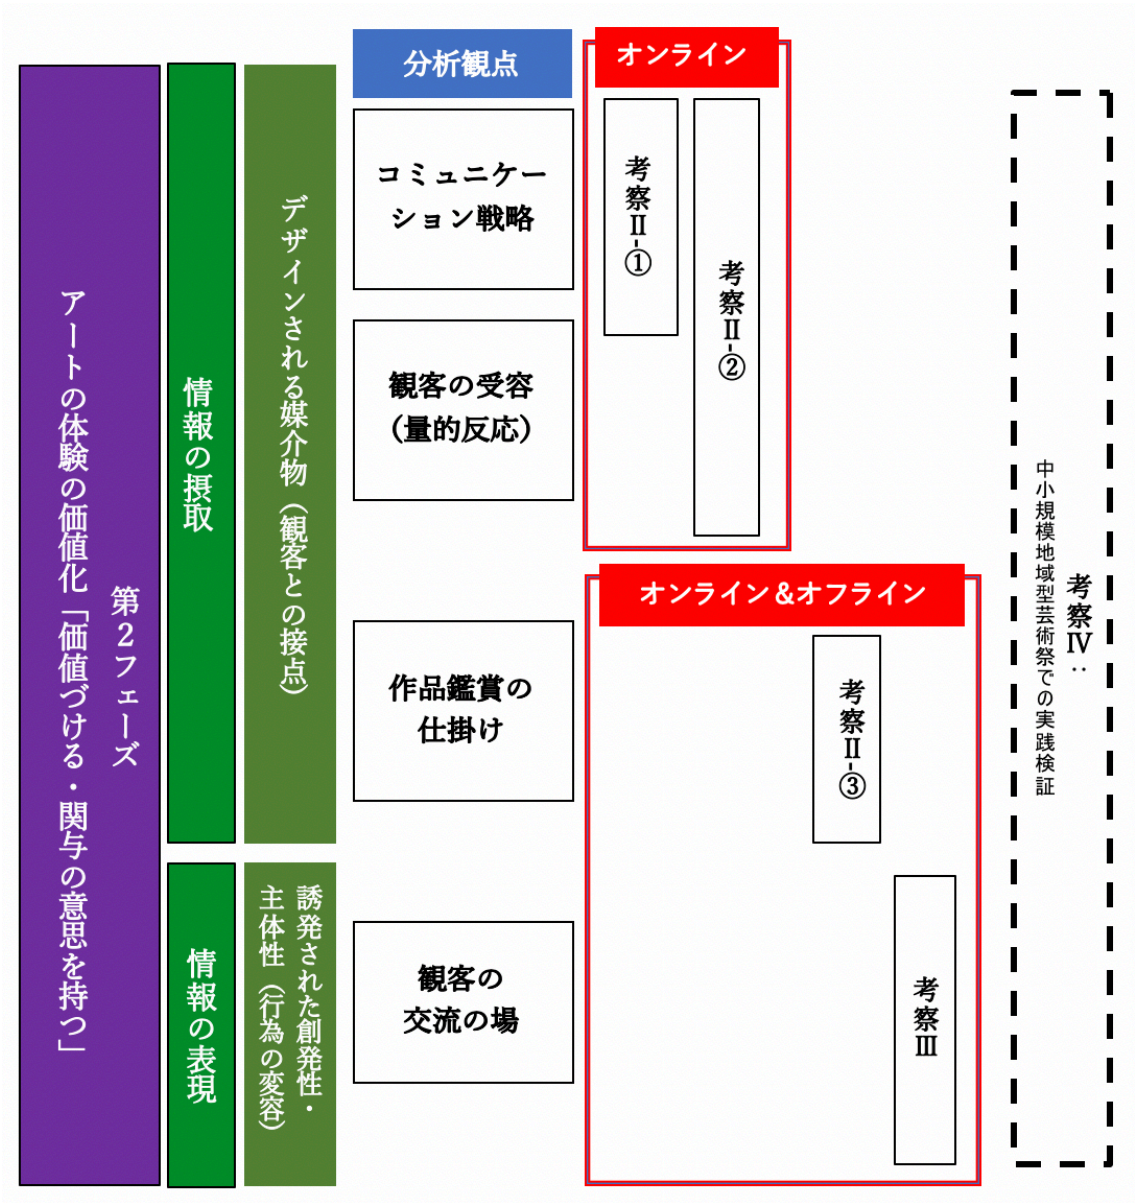 第2フェーズ
アートの体験の価値化「価値づける・関与の意思を持つ」
情報の摂取
情報の表現
デザインされる媒介物（観客との接点）
誘発された創発性・
主体性（行為の変容）
分析観点
コミュニケー
ション戦略
観客の受容
（量的反応）
作品鑑賞の
仕掛け
観客の
交流の場
オンライン
考察Ⅱ-①
考察Ⅱ-②
オンライン＆オフライン
考察Ⅱ-③
考察Ⅲ
考察Ⅳ：
中小規模地域型芸術祭での実践検証